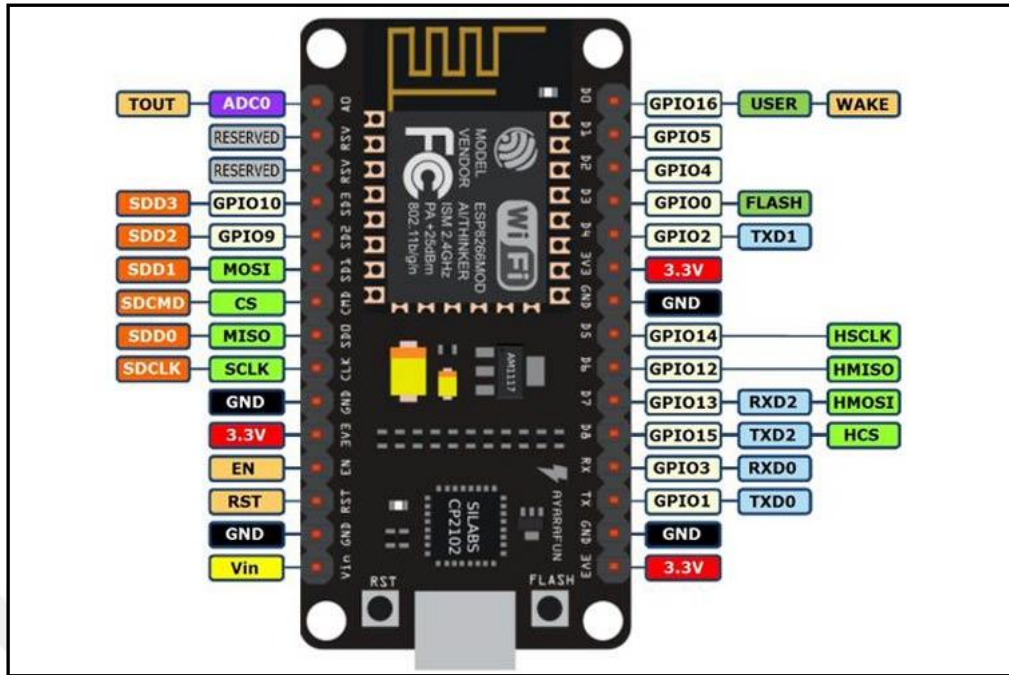 TOUT ADC0 A0 D0 GPIO16 USER WAKE
RESERVED RSV D1 GPIO5
RESERVED RSV D2 GPIO4
SDD3 GPIO10 SD3 D3 GPIO0 FLASH
SDD2 GPIO9 SD2 D4 GPIO2 TXD1
SDD1 MOSI SD1 3V3 3.3V
SDCMD CS CMD GND GND
SDD0 MISO SD0 D5 GPIO14 HSCLK
SDCLK SCLK CLK D6 GPIO12 HMISO
GND GND D7 GPIO13 RXD2 HMOSI
3.3V 3V3 D8 GPIO15 TXD2 HCS
EN EN RX GPIO3 RXD0
RST RST TX GPIO1 TXD0
GND GND GND GND
Vin Vin 3V3 3.3V
MODEL ESP8266MOD
VENDOR AI/THINKER
ISM 2.4GHz
PA +25dBm
802.11b/g/n
FC
WiFi
AM1117
SILABS
CP2102
AYARAFUN
RST
FLASH